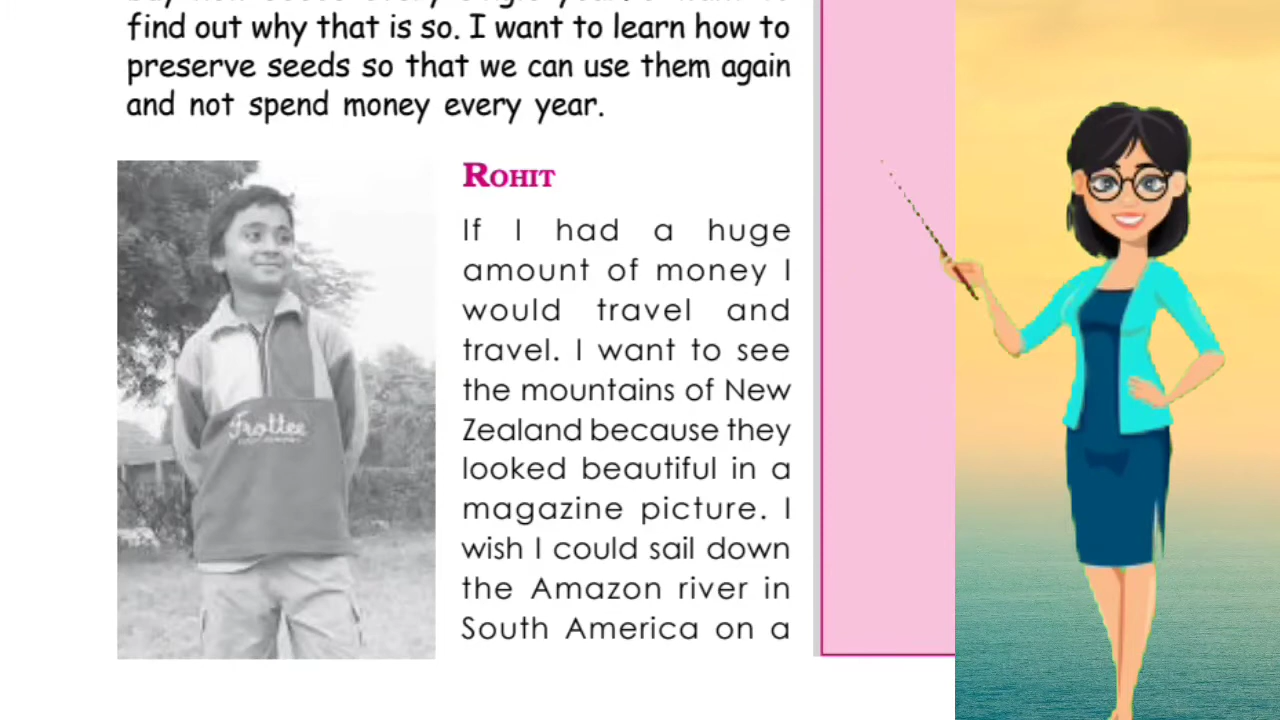 find out why that is so. I want to learn how to
preserve seeds so that we can use them again
and not spend money every year.
ROHIT
If I had a huge
amount of money I
would travel and
travel. I want to see
the mountains of New
Zealand because they
looked beautiful in a
magazine picture. I
wish I could sail down
the Amazon river in
South America on a
Frottee